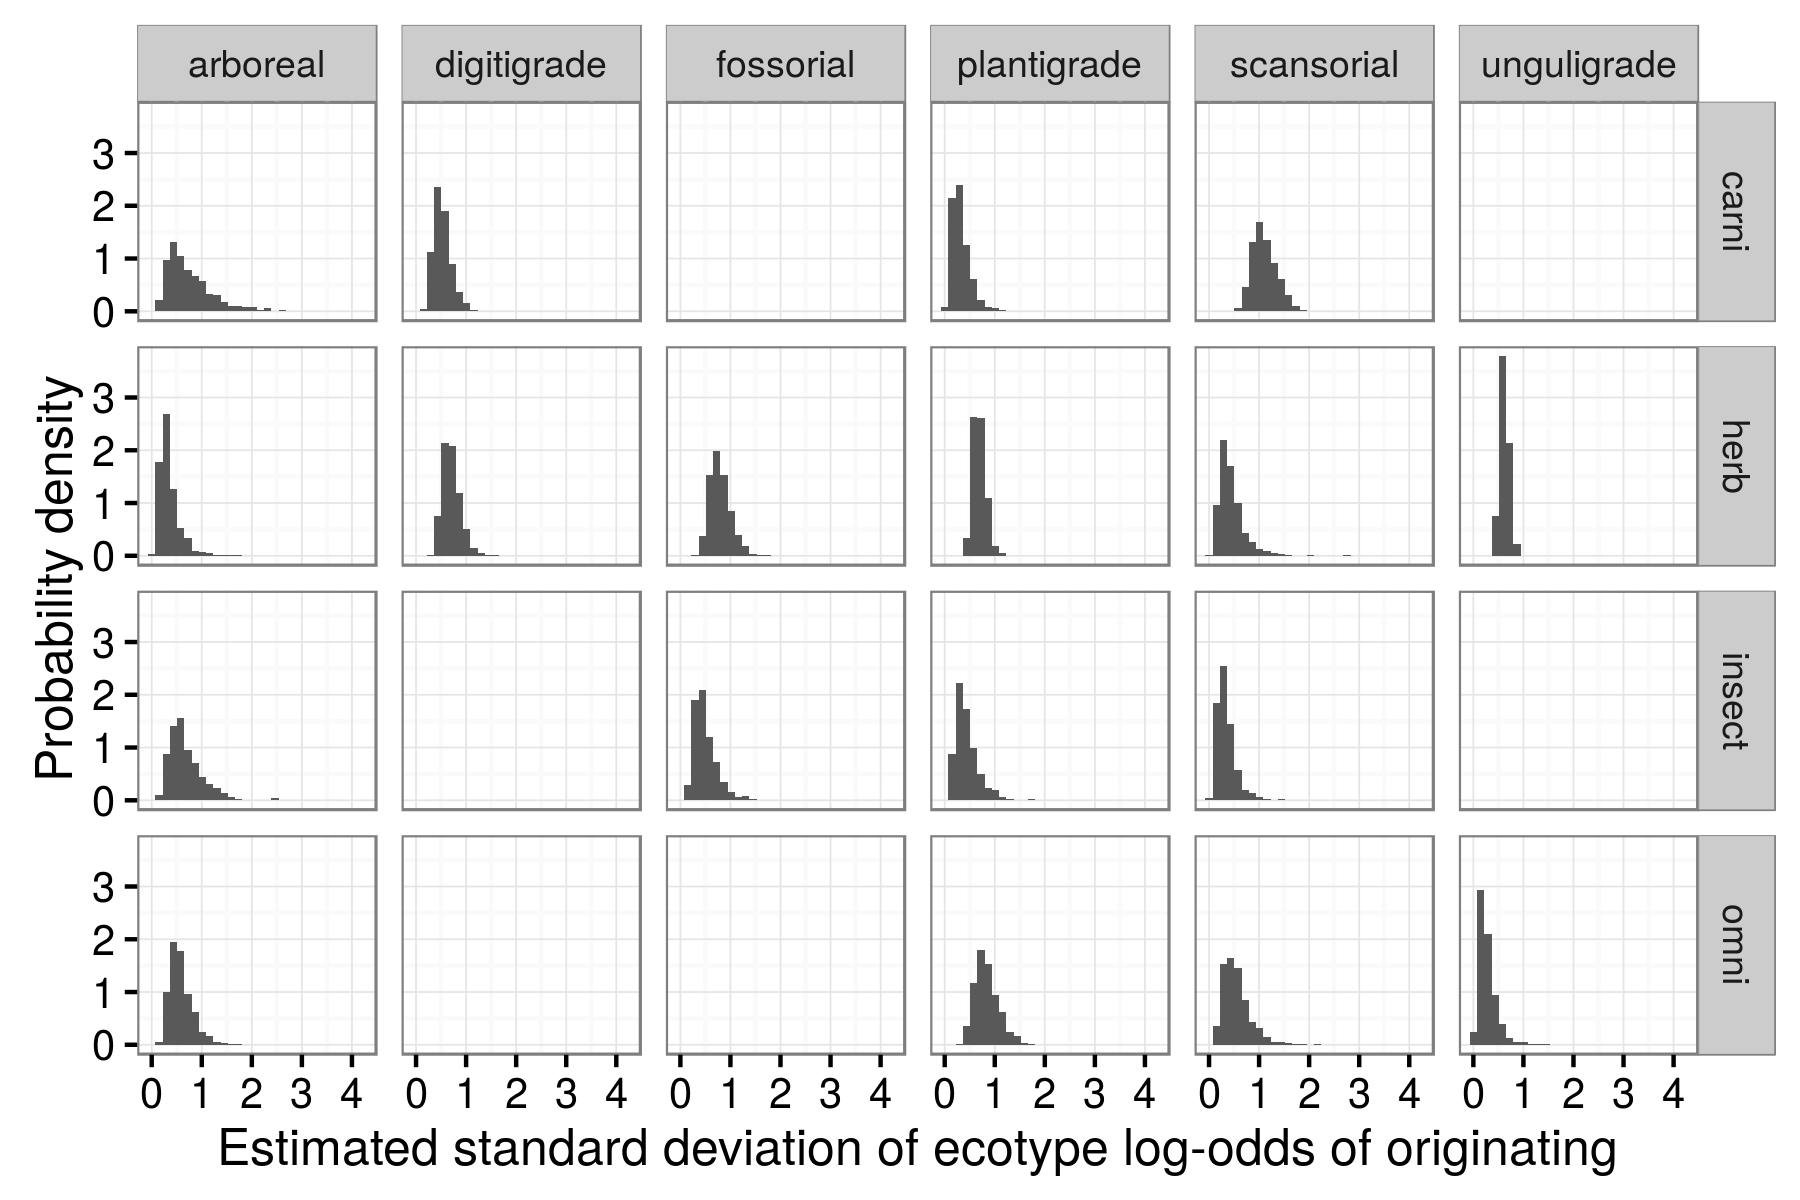 arboreal digitigrade fossorial plantigrade scansorial unguligrade
3
2
1
0
carni
3
2
1
0
herb
3
2
1
0
insect
3
2
1
0
omni
0 1 2 3 4 0 1 2 3 4 0 1 2 3 4 0 1 2 3 4 0 1 2 3 4 0 1 2 3 4
Probability density
Estimated standard deviation of ecotype log-odds of originating